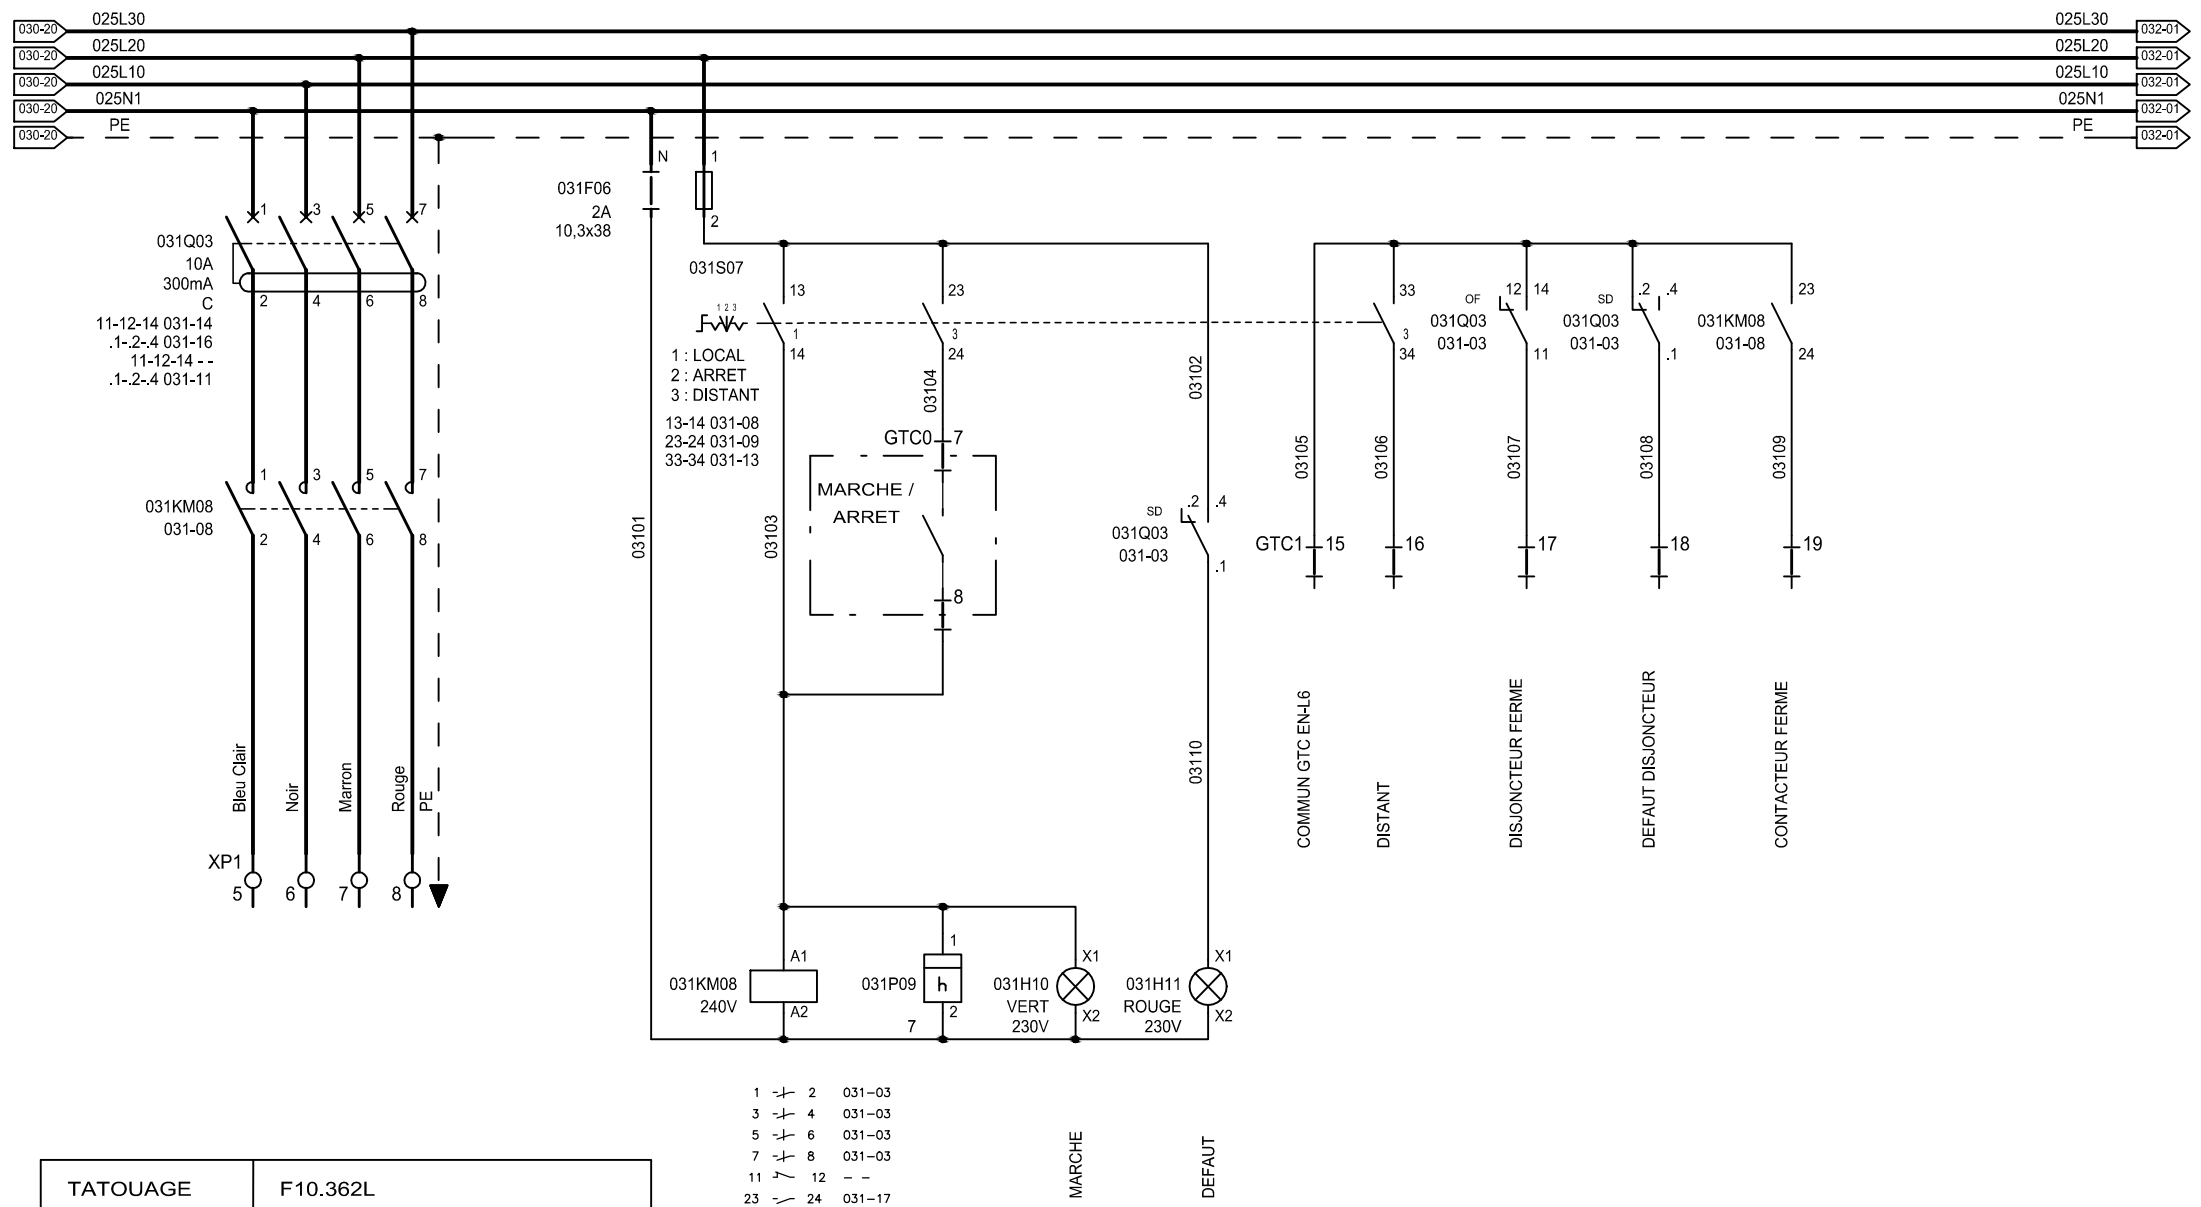 025L30 025L30
030-20 032-01
025L20 025L20
030-20 032-01
025L10 025L10
030-20 032-01
025N1 025N1
030-20 032-01
PE PE
030-20 032-01
1 3 5 7
031Q03
10A
300mA
C
2 4 6 8
11-12-14 031-14
.1-.2-.4 031-16
11-12-14 - -
.1-.2-.4 031-11
1 3 5 7
031KM08
031-08
2 4 6 8
Bleu Clair
Noir
Marron
Rouge
PE
XP1
5 6 7 8
N 1
031F06
2A
10,3x38
2
031S07
1 2 3
13 23
1 3
14 24
1 : LOCAL
2 : ARRET
3 : DISTANT
13-14 031-08
23-24 031-09
33-34 031-13
03101
03103
03104
GTC0 7
MARCHE /
ARRET
8
03102
SD .2 .4
031Q03
031-03
.1
03110
A1
031KM08
240V
A2
1
031P09
h
2
7
X1
031H10
VERT
230V
X2
X1
031H11
ROUGE
230V
X2
33
3
34
OF 12 14
031Q03
031-03
11
SD .2 .4
031Q03
031-03
.1
23
031KM08
031-08
24
03105
03106
03107
03108
03109
GTC1 15 16 17 18 19
COMMUN GTC EN-L6
DISTANT
DISJONCTEUR FERME
DEFAUT DISJONCTEUR
CONTACTEUR FERME
1 2 031-03
3 4 031-03
5 6 031-03
7 8 031-03
11 12 - -
23 24 031-17
MARCHE
DEFAUT
TATOUAGE F10.362L